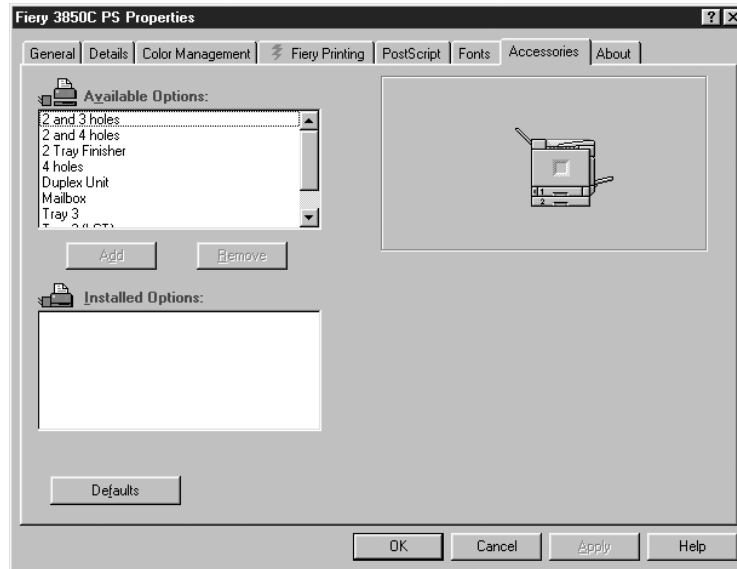 Fiery 3850C PS Properties
General Details Color Management Fiery Printing PostScript Fonts Accessories About
Available Options:
2 and 3 holes
2 and 4 holes
2 Tray Finisher
4 holes
Duplex Unit
Mailbox
Tray 3
Add Remove
1
2
Installed Options:
Defaults
OK Cancel Apply Help